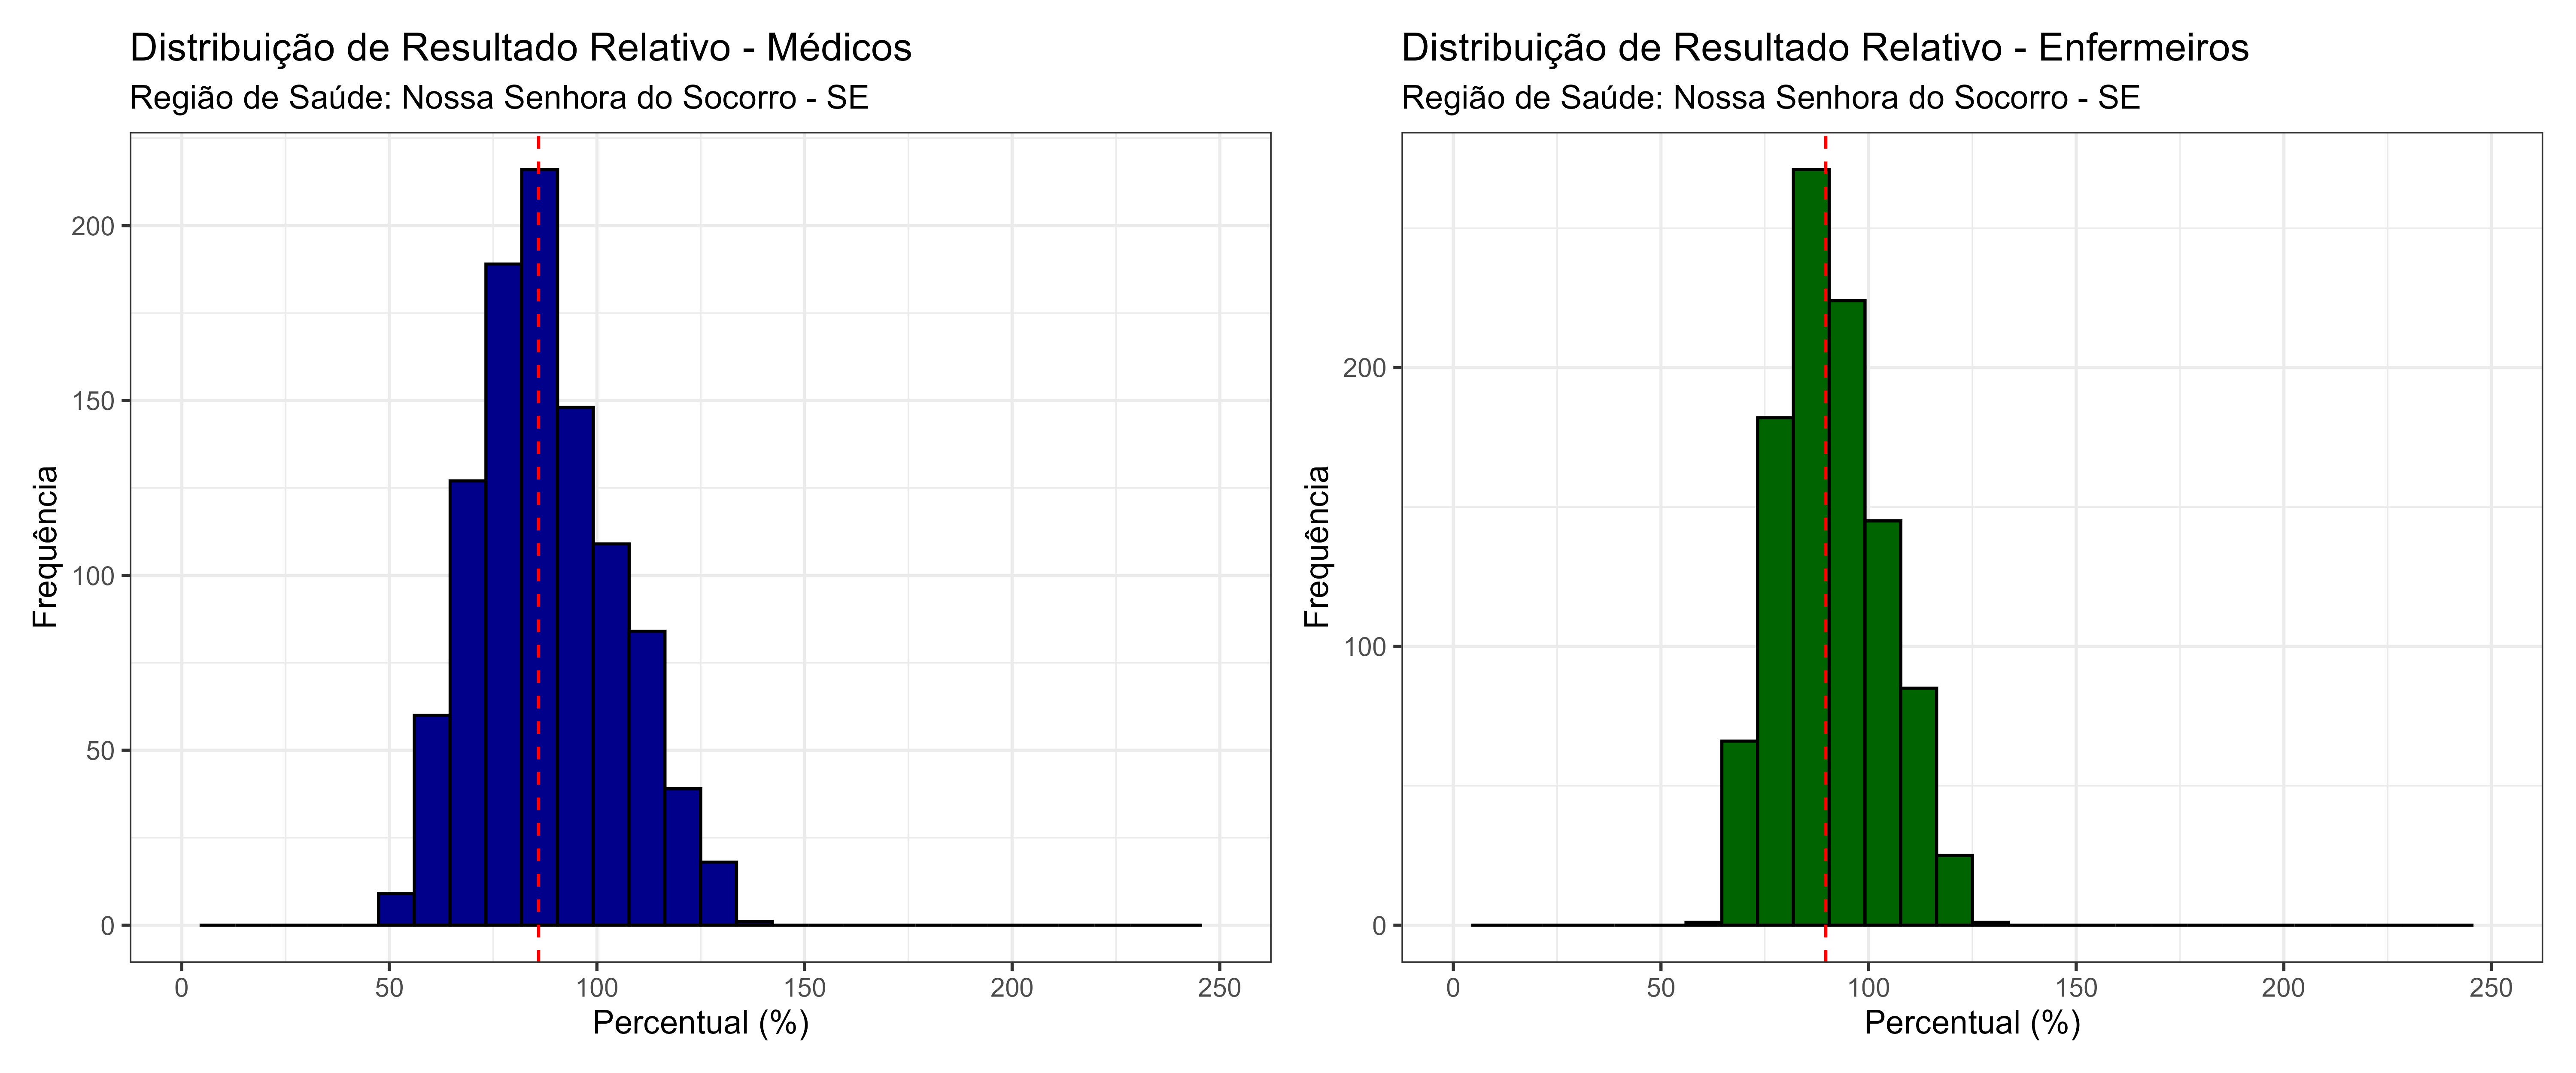 Distribuição de Resultado Relativo - Médicos
Região de Saúde: Nossa Senhora do Socorro - SE
Frequência
200
150
100
50
0
0 50 100 150 200 250
Percentual (%)
Distribuição de Resultado Relativo - Enfermeiros
Região de Saúde: Nossa Senhora do Socorro - SE
Frequência
200
100
0
0 50 100 150 200 250
Percentual (%)